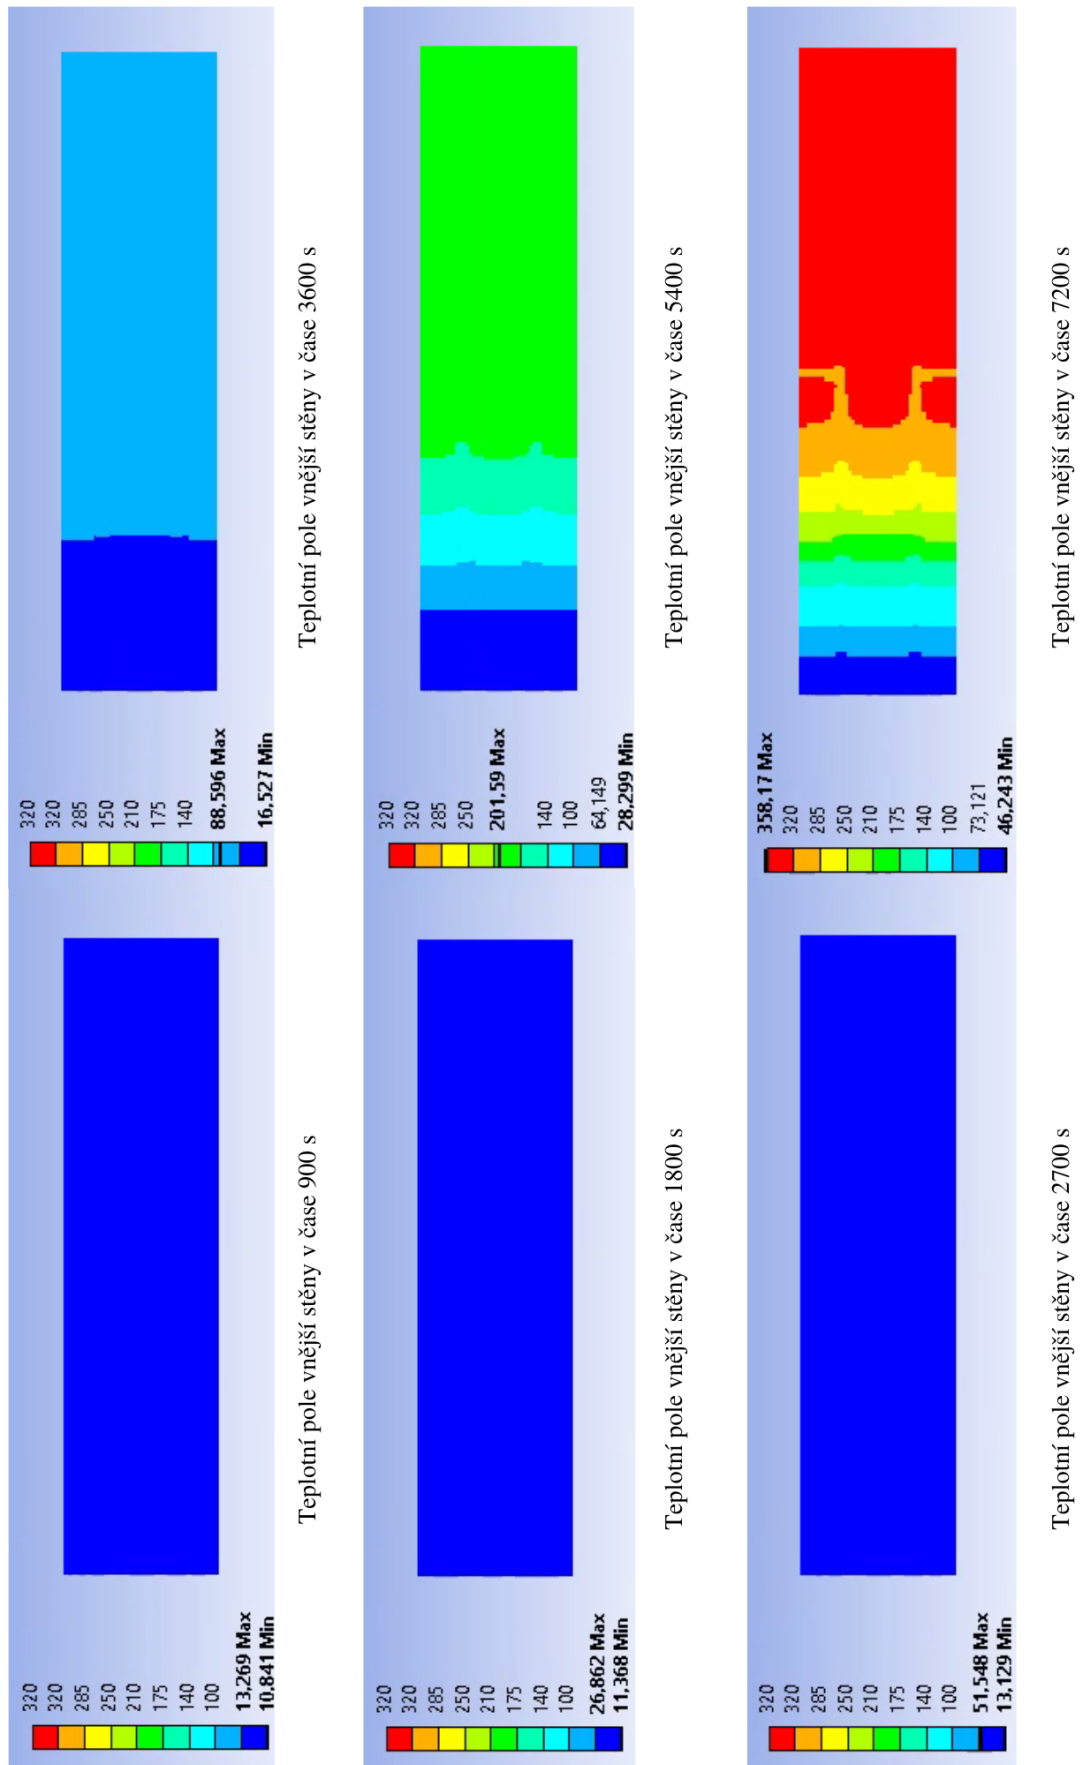 320
320
285
250
210
175
140
100
13,269 Max
10,841 Min
Teplotní pole vnější stěny v čase 900 s
320
320
285
250
210
175
140
88,596 Max
16,527 Min
Teplotní pole vnější stěny v čase 3600 s
320
320
285
250
210
175
140
100
26,862 Max
11,368 Min
Teplotní pole vnější stěny v čase 1800 s
320
320
285
250
201,59 Max
140
100
64,149
28,299 Min
Teplotní pole vnější stěny v čase 5400 s
320
320
285
250
210
175
140
100
51,548 Max
13,129 Min
Teplotní pole vnější stěny v čase 2700 s
358,17 Max
320
285
250
210
175
140
100
73,121
46,243 Min
Teplotní pole vnější stěny v čase 7200 s